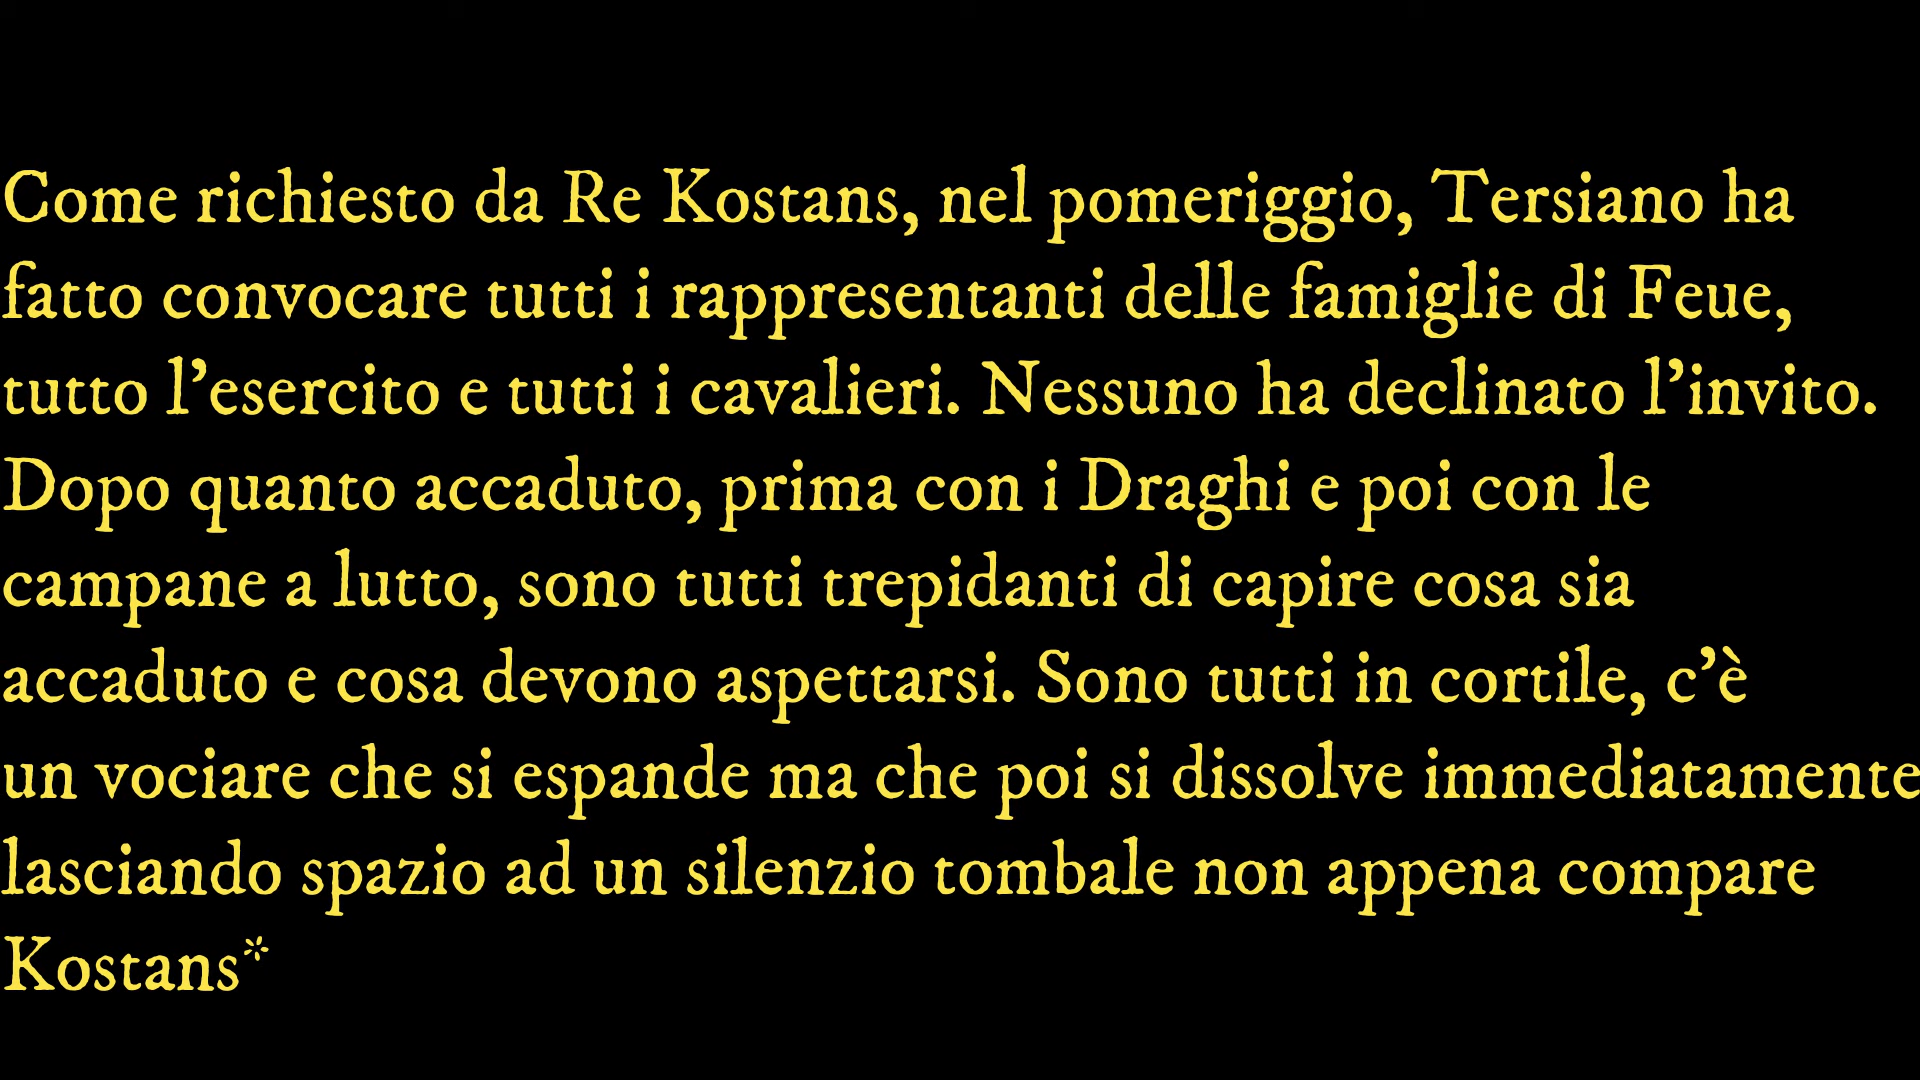 Come richiesto da Re Kostans, nel pomeriggio, Tersiano ha
fatto convocare tutti i rappresentanti delle famiglie di Feue,
tutto l’esercito e tutti i cavalieri. Nessuno ha declinato l’invito.
Dopo quanto accaduto, prima con i Draghi e poi con le
campane a lutto, sono tutti trepidanti di capire cosa sia
accaduto e cosa devono aspettarsi. Sono tutti in cortile, c’è
un vociare che si espande ma che poi si dissolve immediatamente
lasciando spazio ad un silenzio tombale non appena compare
Kostans*